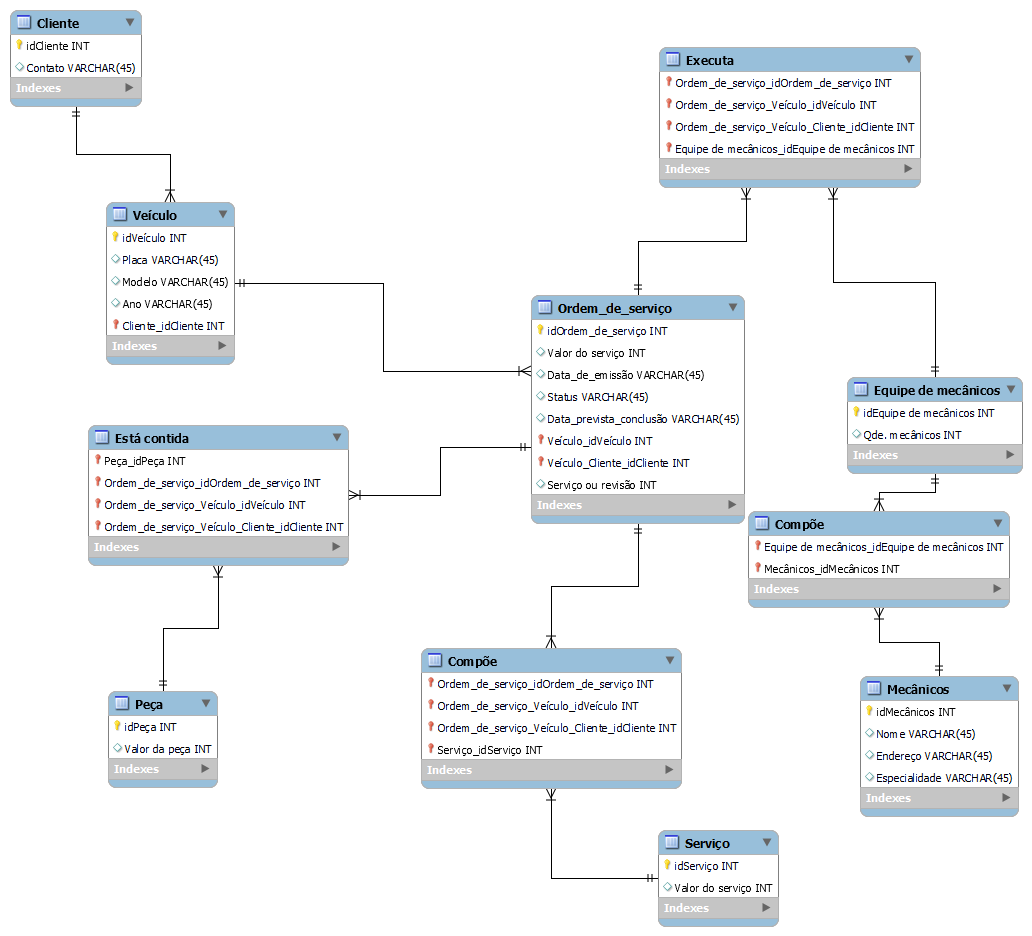 Cliente
idCliente INT
Contato VARCHAR(45)
Indexes
Executa
Ordem_de_serviço_idOrdem_de_serviço INT
Ordem_de_serviço_Veículo_idVeículo INT
Ordem_de_serviço_Veículo_Cliente_idCliente INT
Equipe de mecânicos_idEquipe de mecânicos INT
Indexes
Veículo
idVeículo INT
Placa VARCHAR(45)
Modelo VARCHAR(45)
Ano VARCHAR(45)
Cliente_idCliente INT
Indexes
Ordem_de_serviço
idOrdem_de_serviço INT
Valor do serviço INT
Data_de_emissão VARCHAR(45)
Status VARCHAR(45)
Data_prevista_conclusão VARCHAR(45)
Veículo_idVeículo INT
Veículo_Cliente_idCliente INT
Serviço ou revisão INT
Indexes
Equipe de mecânicos
idEquipe de mecânicos INT
Qde. mecânicos INT
Indexes
Está contida
Peça_idPeça INT
Ordem_de_serviço_idOrdem_de_serviço INT
Ordem_de_serviço_Veículo_idVeículo INT
Ordem_de_serviço_Veículo_Cliente_idCliente INT
Indexes
Compõe
Equipe de mecânicos_idEquipe de mecânicos INT
Mecânicos_idMecânicos INT
Indexes
Compõe
Ordem_de_serviço_idOrdem_de_serviço INT
Ordem_de_serviço_Veículo_idVeículo INT
Ordem_de_serviço_Veículo_Cliente_idCliente INT
Serviço_idServiço INT
Indexes
Mecânicos
idMecânicos INT
Nome VARCHAR(45)
Endereço VARCHAR(45)
Especialidade VARCHAR(45)
Indexes
Peça
idPeça INT
Valor da peça INT
Indexes
Serviço
idServiço INT
Valor do serviço INT
Indexes